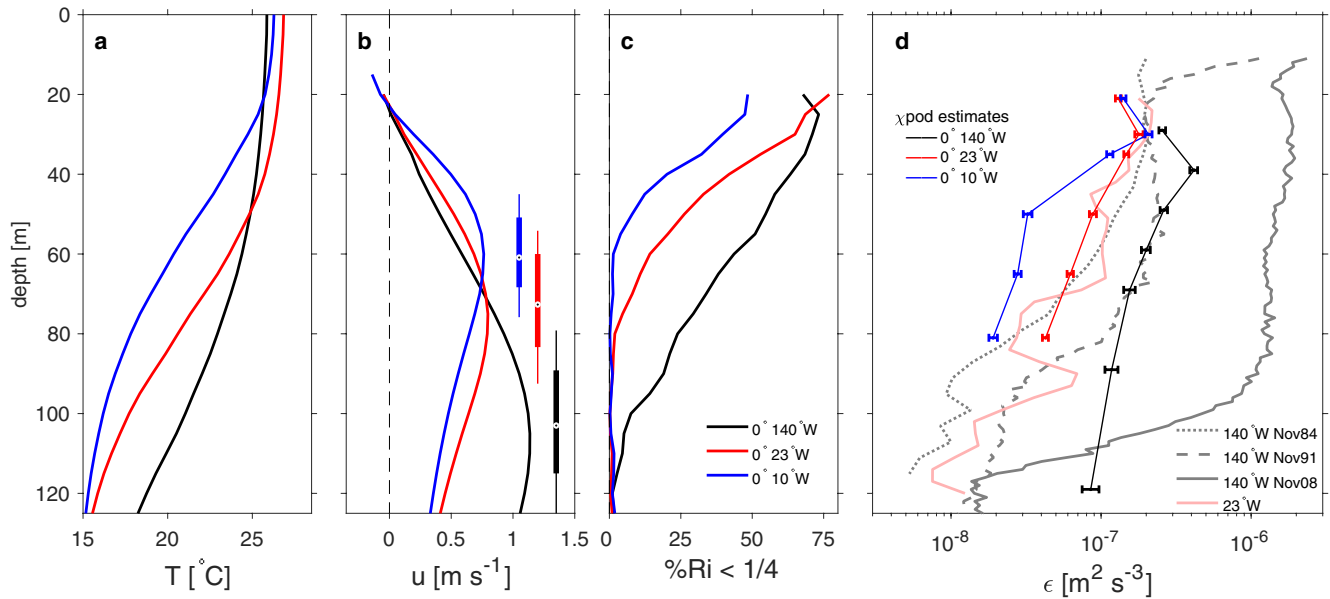 a
b
c
d
0
20
40
60
80
100
120
depth [m]
15
20
25
T [°C]
0
0.5
1
1.5
u [m s⁻¹]
0° 140°W
0° 23°W
0° 10°W
0
25
50
75
%Ri < 1/4
χpod estimates
0° 140°W
0° 23°W
0° 10°W
140°W Nov84
140°W Nov91
140°W Nov08
23°W
10⁻⁸
10⁻⁷
10⁻⁶
ϵ [m² s⁻³]